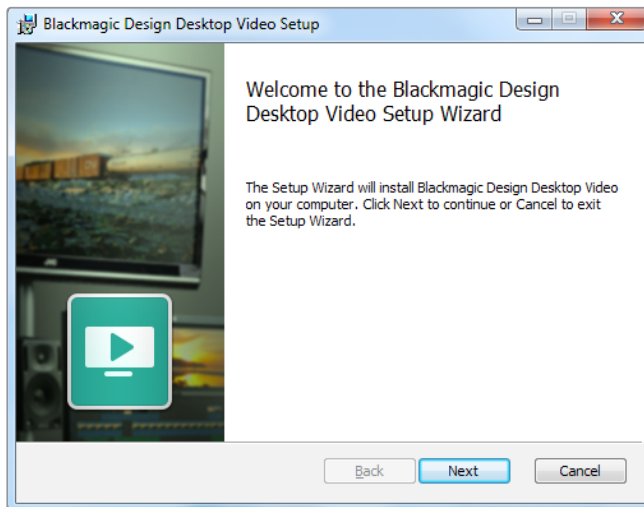 Blackmagic Design Desktop Video Setup
Welcome to the Blackmagic Design
Desktop Video Setup Wizard
The Setup Wizard will install Blackmagic Design Desktop Video
on your computer. Click Next to continue or Cancel to exit
the Setup Wizard.
JVC
Back
Next
Cancel